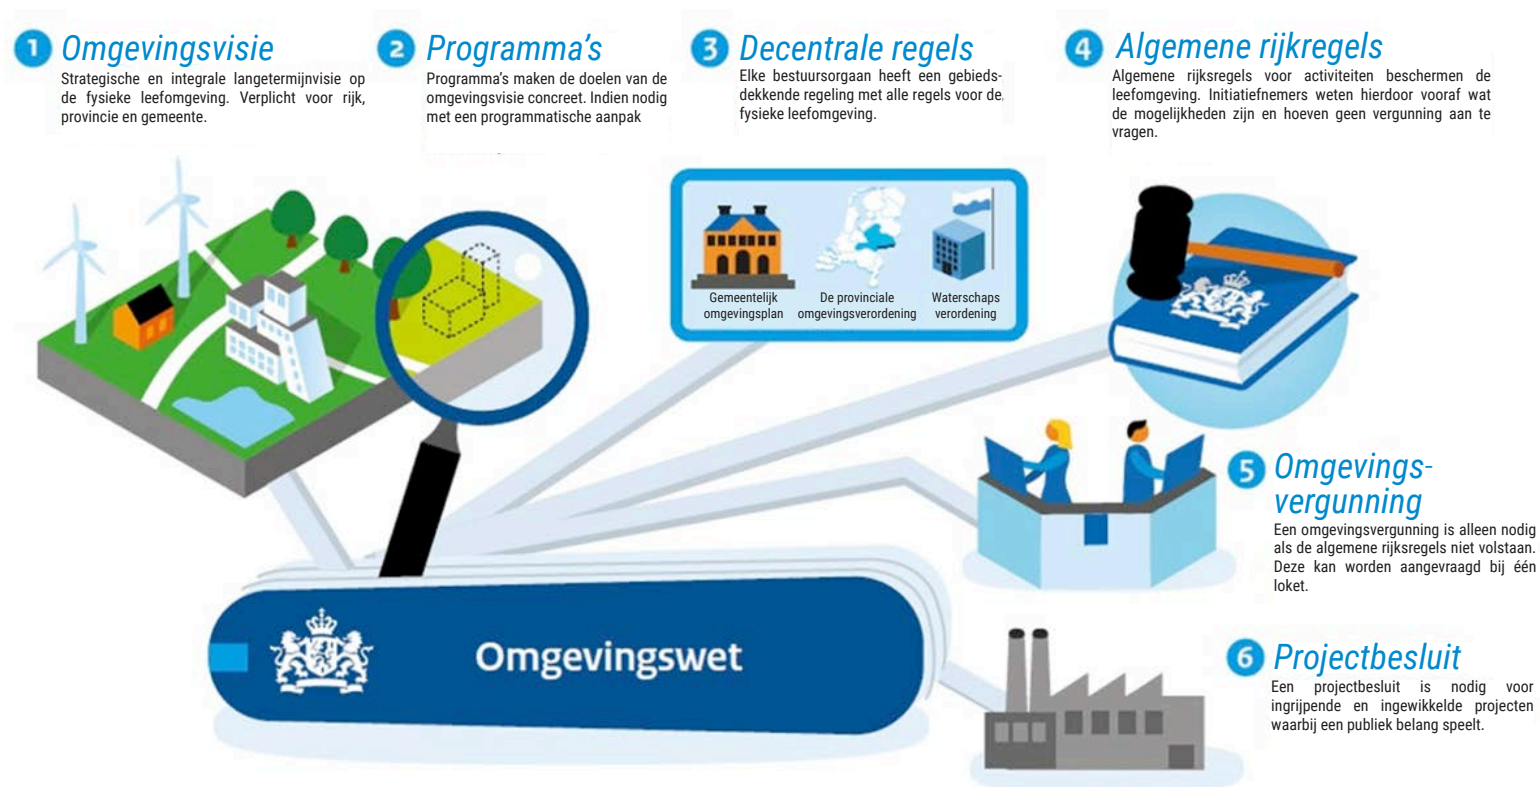 1 Omgevingsvisie
Strategische en integrale langetermijnvisie op
de fysieke leefomgeving. Verplicht voor rijk,
provincie en gemeente.
2 Programma's
Programma's maken de doelen van de
omgevingsvisie concreet. Indien nodig
met een programmatische aanpak
3 Decentrale regels
Elke bestuursorgaan heeft een gebieds-
dekkende regeling met alle regels voor de
fysieke leefomgeving.
4 Algemene rijkregels
Algemene rijksregels voor activiteiten beschermen de
leefomgeving. Initiatiefnemers weten hierdoor vooraf wat
de mogelijkheden zijn en hoeven geen vergunning aan te
vragen.
Gemeentelijk
omgevingsplan
De provinciale
omgevingsverordening
Waterschaps
verordening
5 Omgevings-
vergunning
Een omgevingsvergunning is alleen nodig
als de algemene rijksregels niet volstaan.
Deze kan worden aangevraagd bij één
loket.
Omgevingswet
6 Projectbesluit
Een projectbesluit is nodig voor
ingrijpende en ingewikkelde projecten
waarbij een publiek belang speelt.